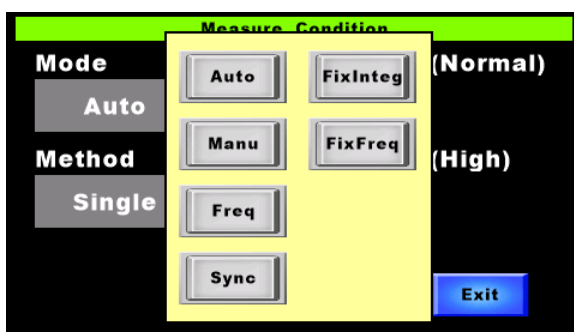 Measure Condition
Mode
(Normal)
Auto
Method
(High)
Single
Auto
FixInteg
Manu
FixFreq
Freq
Sync
Exit